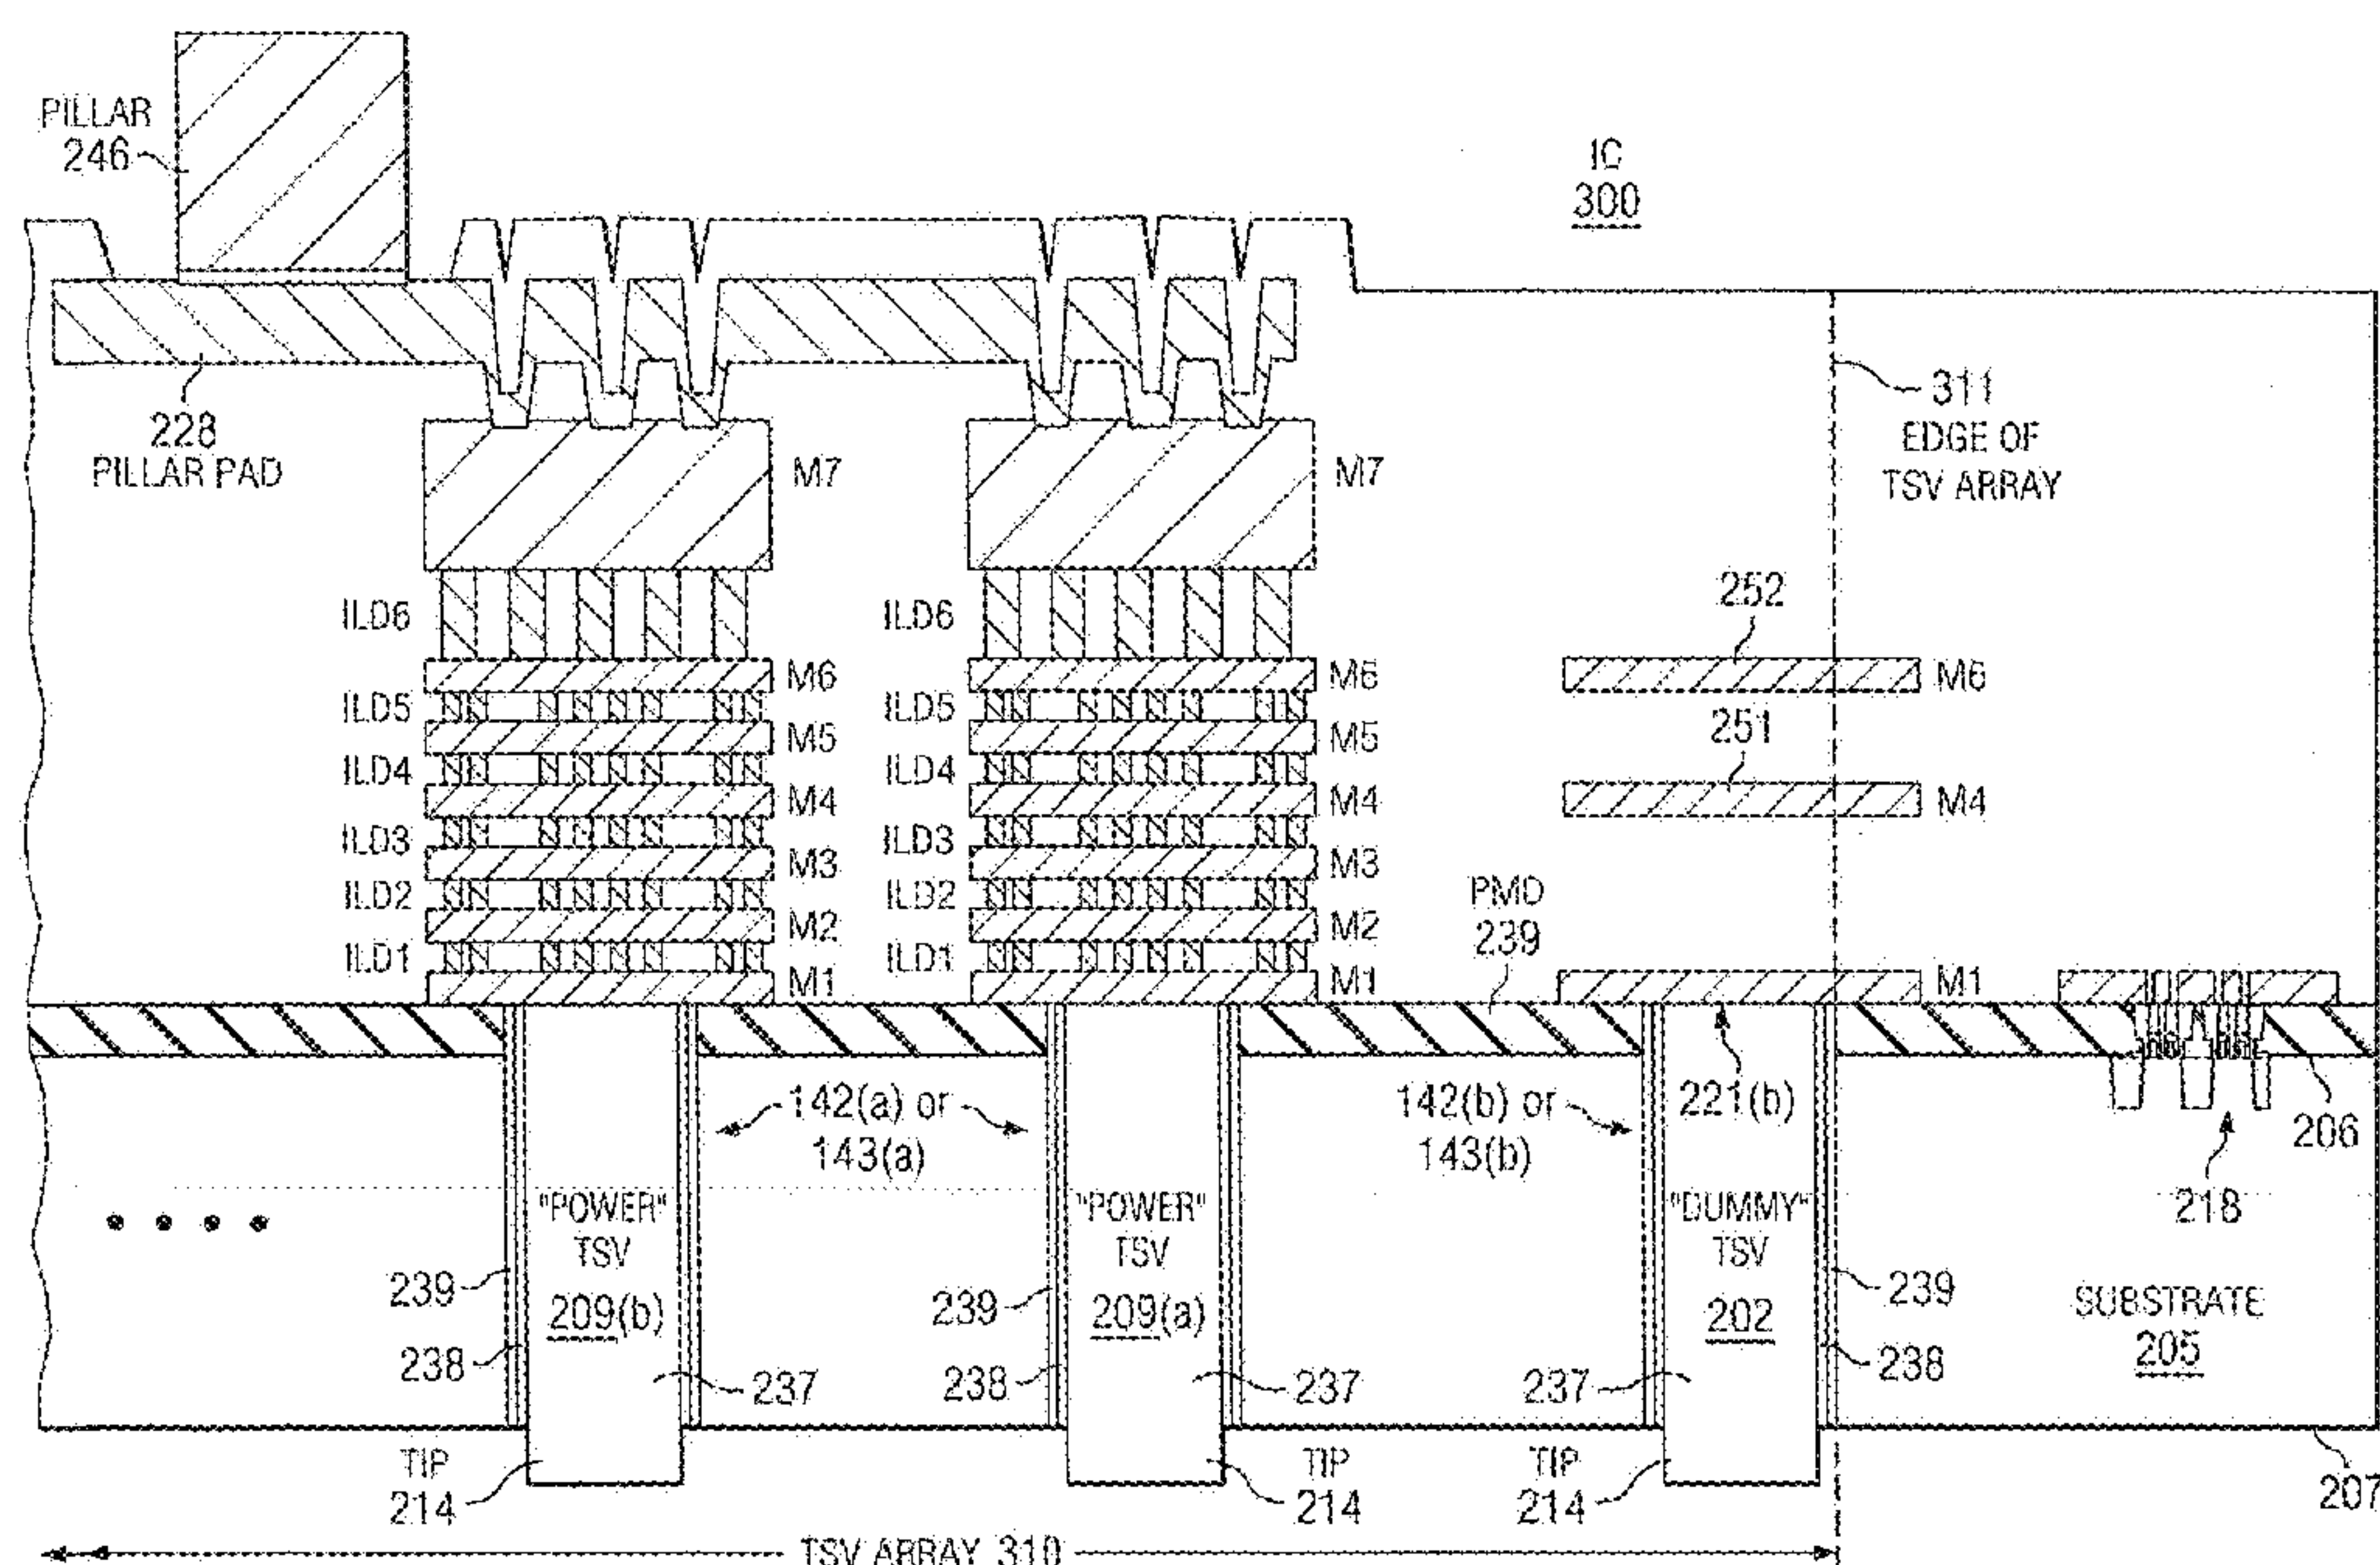 PILLAR
246
IC
300
228
PILLAR PAD
311
EDGE OF
TSV ARRAY
M7
M7
252
ILD6
ILD6
M6
M6
M6
ILD5
ILD5
251
M5
M5
ILD4
ILD4
M4
M4
M4
ILD3
ILD3
M3
M3
PMD
239
ILD2
ILD2
M2
M2
ILD1
ILD1
M1
M1
M1
142(a) or
143(a)
142(b) or
143(b)
221(b)
206
218
"POWER"
TSV
209(b)
"POWER"
TSV
209(a)
"DUMMY"
TSV
202
239
239
239
SUBSTRATE
205
238
238
238
237
237
237
TIP
214
TIP
214
TIP
214
207
TSV ARRAY 310